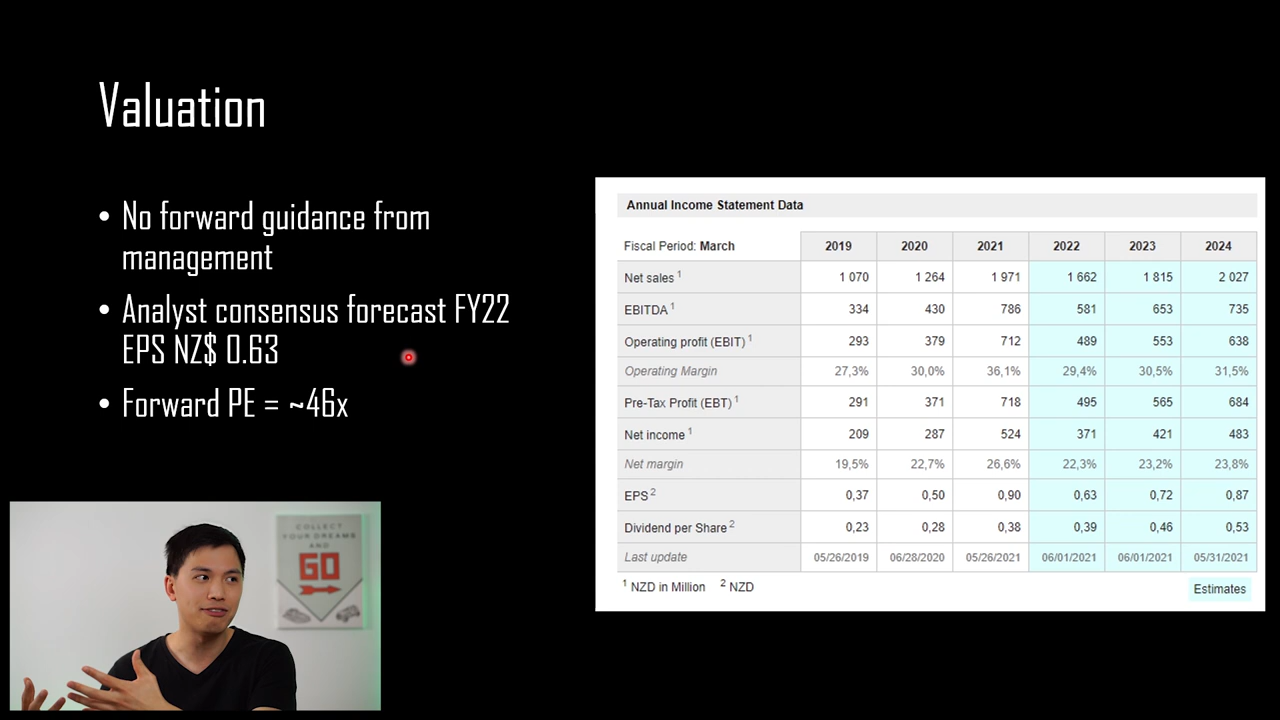 Valuation
• No forward guidance from
management
• Analyst consensus forecast FY22
EPS NZ$ 0.63
• Forward PE = ~46x
Annual Income Statement Data
Fiscal Period: March 2019 2020 2021 2022 2023 2024
Net sales 1 1 070 1 264 1 971 1 662 1 815 2 027
EBITDA 1 334 430 786 581 653 735
Operating profit (EBIT) 1 293 379 712 489 553 638
Operating Margin 27,3% 30,0% 36,1% 29,4% 30,5% 31,5%
Pre-Tax Profit (EBT) 1 291 371 718 495 565 684
Net income 1 209 287 524 371 421 483
Net margin 19,5% 22,7% 26,6% 22,3% 23,2% 23,8%
EPS 2 0,37 0,50 0,90 0,63 0,72 0,87
Dividend per Share 2 0,23 0,28 0,38 0,39 0,46 0,53
Last update 05/26/2019 06/28/2020 05/26/2021 06/01/2021 06/01/2021 05/31/2021
1 NZD in Million 2 NZD
Estimates
COLLECT
YOUR DREAMS
AND
GO